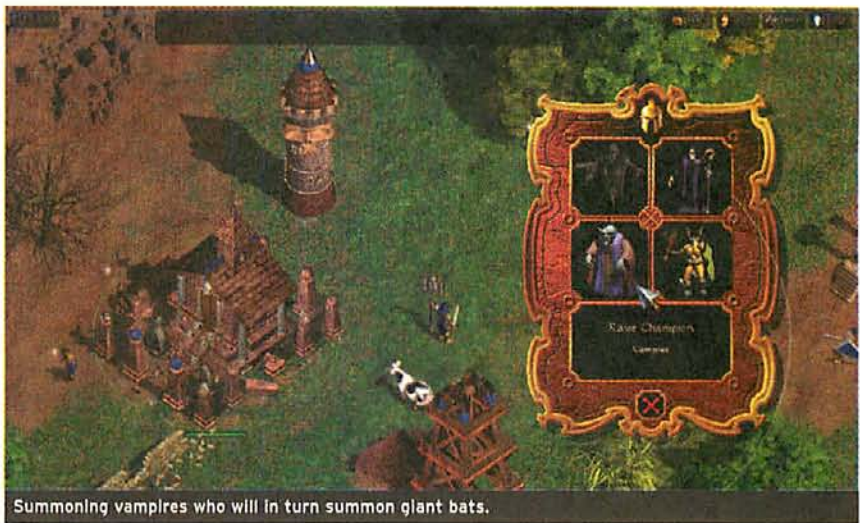 Raise Champion
Vampire
Summoning vampires who will in turn summon giant bats.